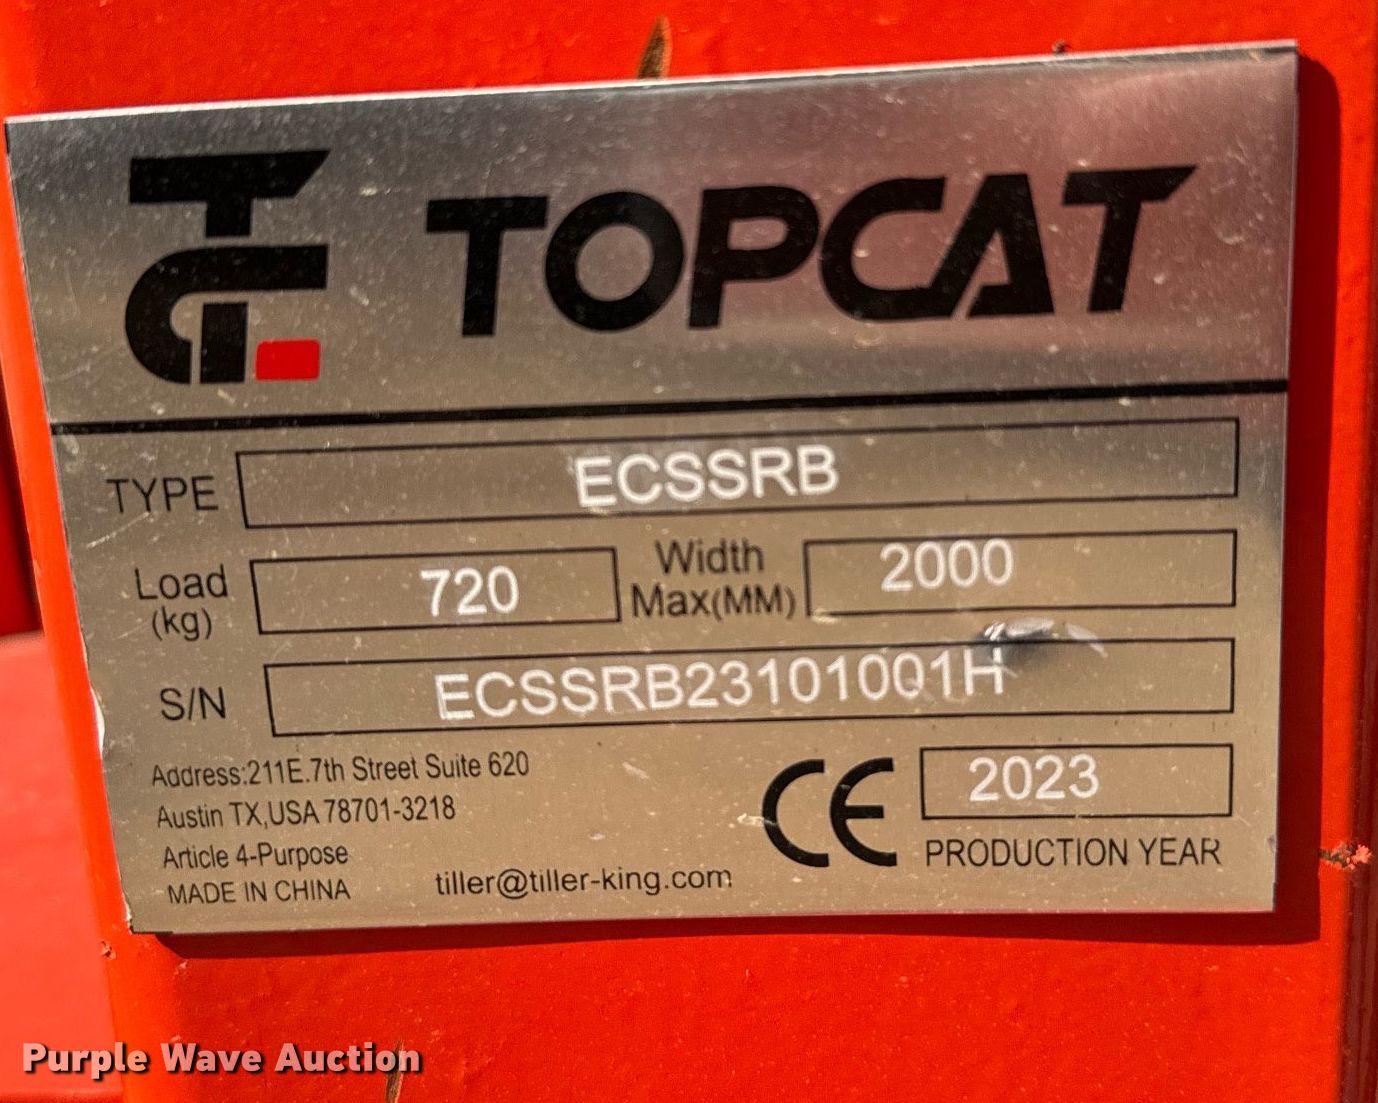 TOPCAT
TYPE ECSSRB
Load (kg) 720 Width Max(MM) 2000
S/N ECSSRB23101001H
Address:211E.7th Street Suite 620
Austin TX,USA 78701-3218
Article 4-Purpose
MADE IN CHINA
tiller@tiller-king.com
CE 2023
PRODUCTION YEAR
Purple Wave Auction